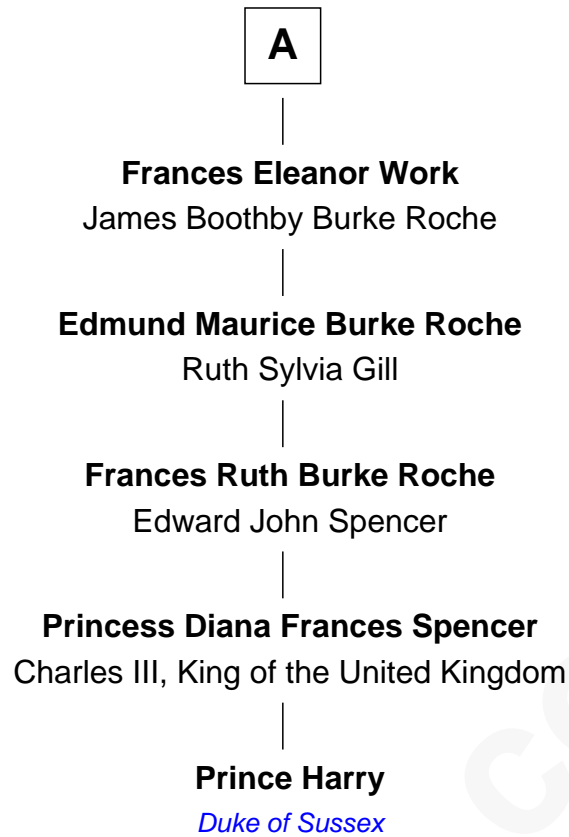 A
Frances Eleanor Work
James Boothby Burke Roche
Edmund Maurice Burke Roche
Ruth Sylvia Gill
Frances Ruth Burke Roche
Edward John Spencer
Princess Diana Frances Spencer
Charles III, King of the United Kingdom
Prince Harry
Duke of Sussex